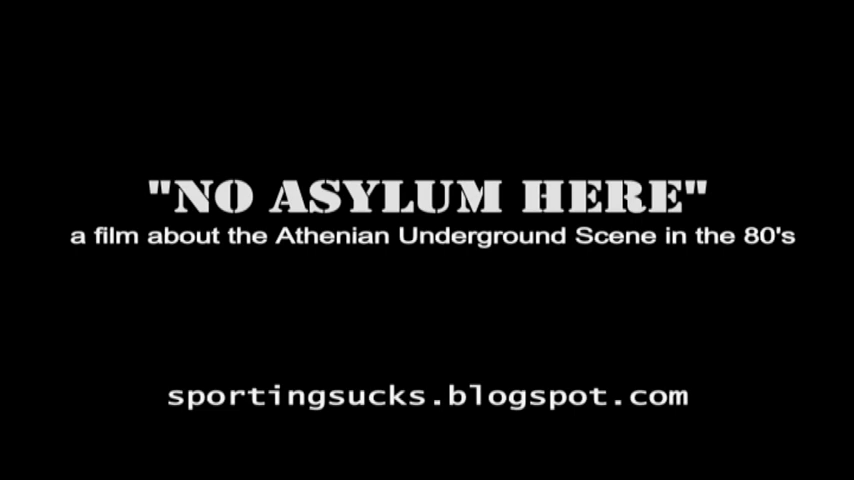 "NO ASYLUM HERE"
a film about the Athenian Underground Scene in the 80's
sportingsucks.blogspot.com